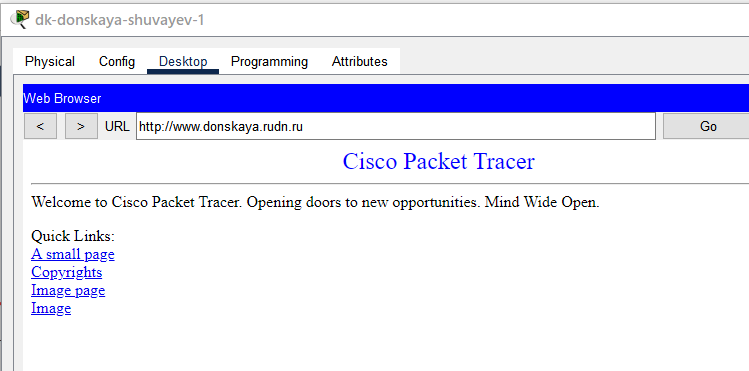 dk-donskaya-shuvayev-1
Physical Config Desktop Programming Attributes
Web Browser
< > URL http://www.donskaya.rudn.ru Go
Cisco Packet Tracer
Welcome to Cisco Packet Tracer. Opening doors to new opportunities. Mind Wide Open.
Quick Links:
A small page
Copyrights
Image page
Image